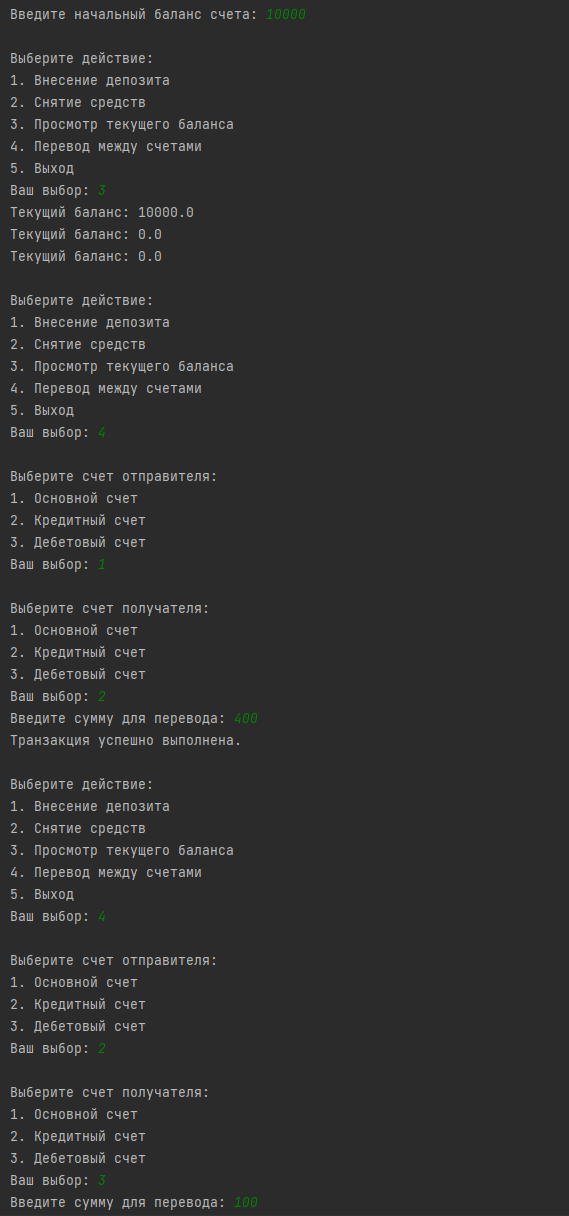 Введите начальный баланс счета: 10000
Выберите действие:
1. Внесение депозита
2. Снятие средств
3. Просмотр текущего баланса
4. Перевод между счетами
5. Выход
Ваш выбор: 3
Текущий баланс: 10000.0
Текущий баланс: 0.0
Текущий баланс: 0.0
Выберите действие:
1. Внесение депозита
2. Снятие средств
3. Просмотр текущего баланса
4. Перевод между счетами
5. Выход
Ваш выбор: 4
Выберите счет отправителя:
1. Основной счет
2. Кредитный счет
3. Дебетовый счет
Ваш выбор: 1
Выберите счет получателя:
1. Основной счет
2. Кредитный счет
3. Дебетовый счет
Ваш выбор: 2
Введите сумму для перевода: 400
Транзакция успешно выполнена.
Выберите действие:
1. Внесение депозита
2. Снятие средств
3. Просмотр текущего баланса
4. Перевод между счетами
5. Выход
Ваш выбор: 4
Выберите счет отправителя:
1. Основной счет
2. Кредитный счет
3. Дебетовый счет
Ваш выбор: 2
Выберите счет получателя:
1. Основной счет
2. Кредитный счет
3. Дебетовый счет
Ваш выбор: 3
Введите сумму для перевода: 100